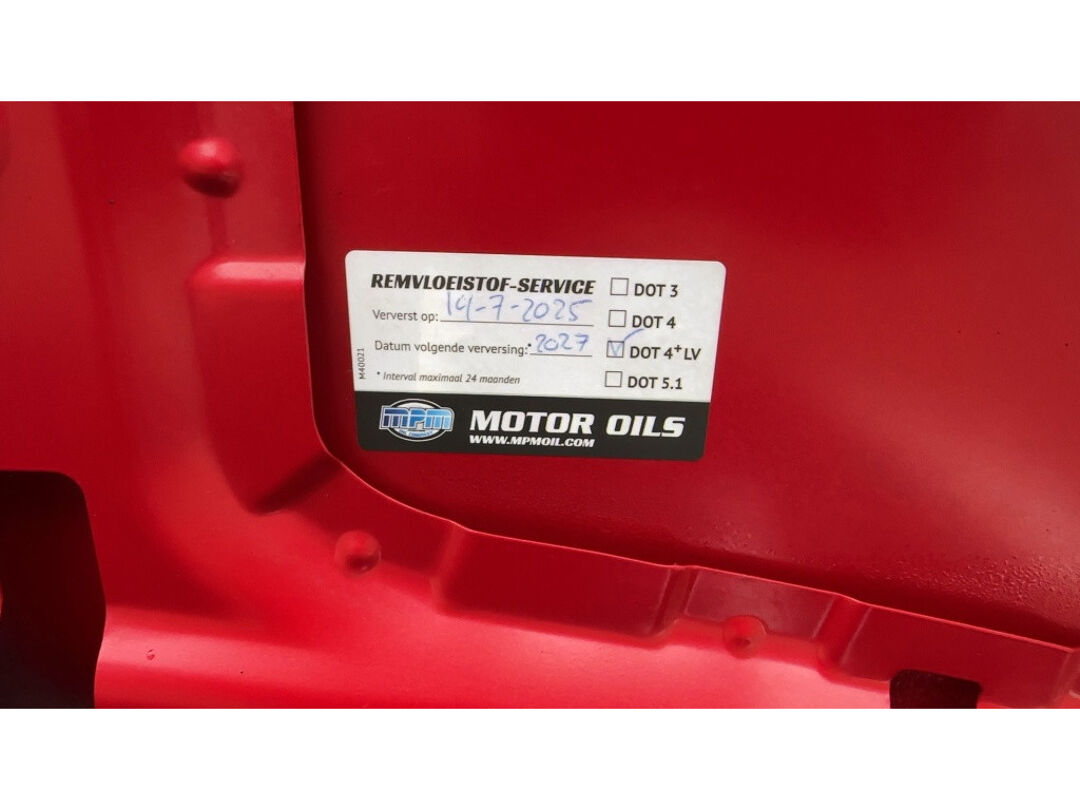 REMVLOEISTOF-SERVICE
Ververst op: 14-7-2025
Datum volgende verversing:* 2027
* Interval maximaal 24 maanden
DOT 3
DOT 4
DOT 4+ LV
DOT 5.1
M40021
MPM
MOTOR OILS
WWW.MPMOIL.COM